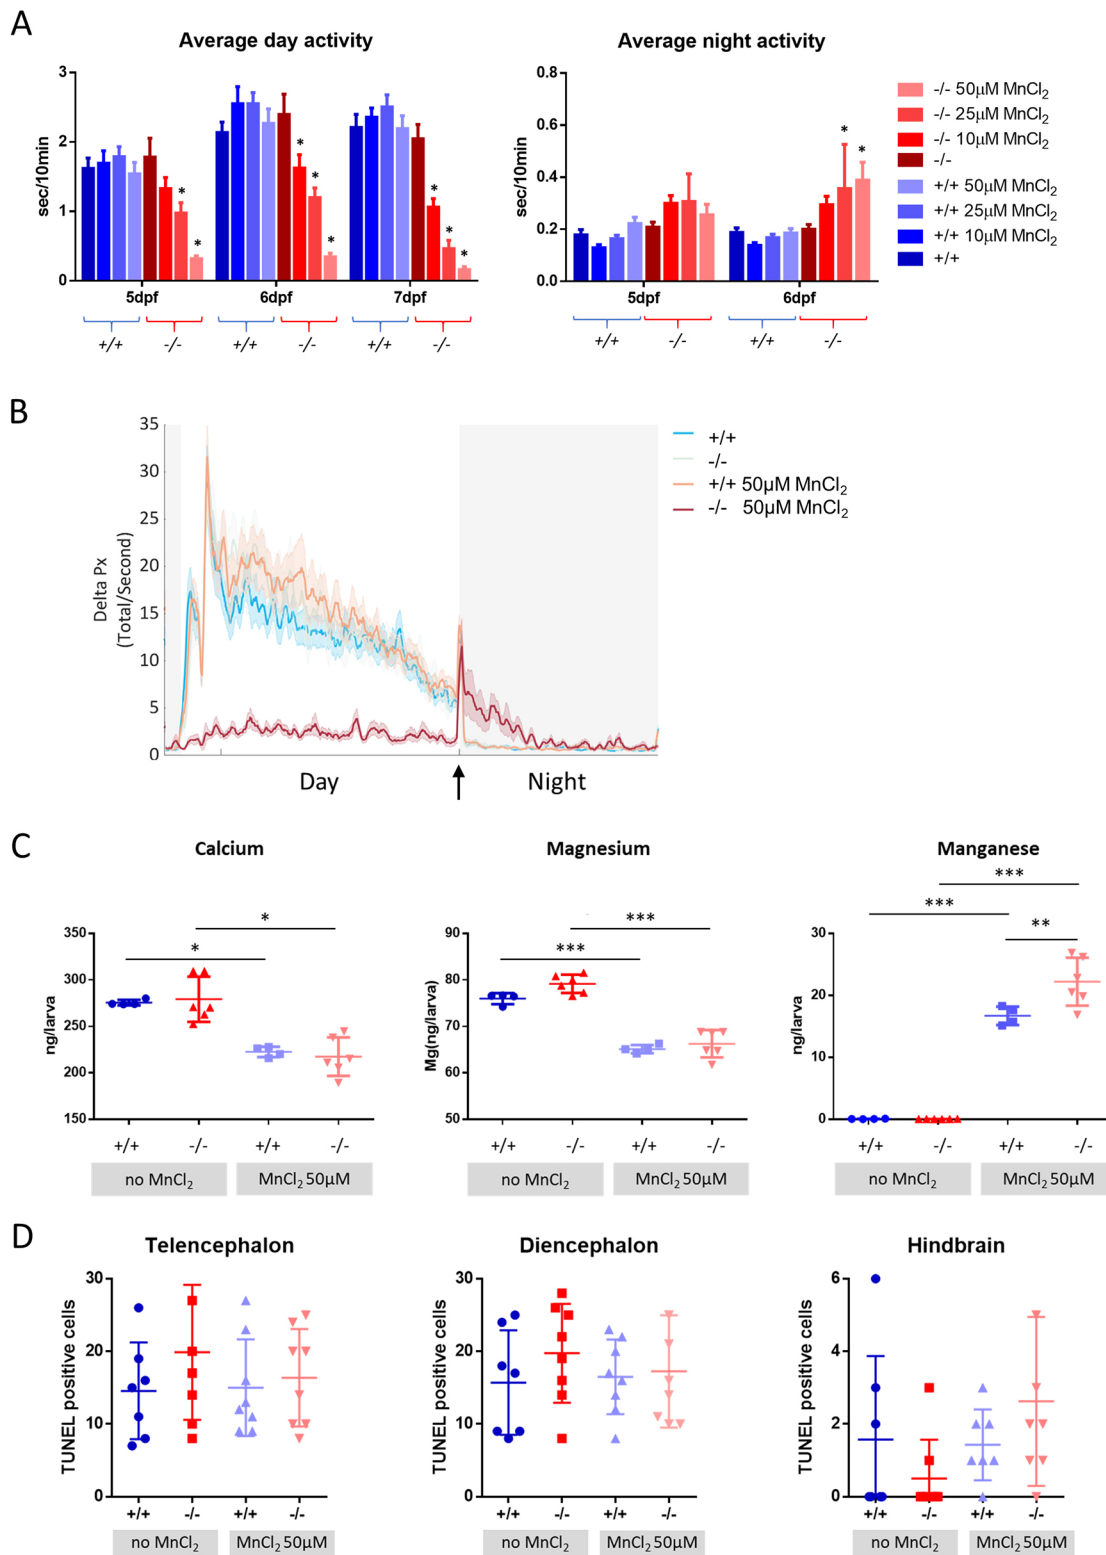 A
Average day activity
sec/10min
3
2
1
0
* * * * * * * *
5dpf 6dpf 7dpf
+/+ -/- +/+ -/- +/+ -/-
Average night activity
sec/10min
0.8
0.6
0.4
0.2
0.0
* *
5dpf 6dpf
+/+ -/- +/+ -/-
-/- 50µM MnCl₂
-/- 25µM MnCl₂
-/- 10µM MnCl₂
-/-
+/+ 50µM MnCl₂
+/+ 25µM MnCl₂
+/+ 10µM MnCl₂
+/+
B
Delta Px
(Total/Second)
35
30
25
20
15
10
5
0
Day Night
+/+
-/-
+/+ 50µM MnCl₂
-/- 50µM MnCl₂
C
Calcium
ng/larva
350
300
250
200
150
*
*
+/+ -/- +/+ -/-
no MnCl₂ MnCl₂ 50µM
Magnesium
Mg(ng/larva)
90
80
70
60
50
***
***
+/+ -/- +/+ -/-
no MnCl₂ MnCl₂ 50µM
Manganese
ng/larva
30
20
10
0
***
***
**
+/+ -/- +/+ -/-
no MnCl₂ MnCl₂ 50µM
D
Telencephalon
TUNEL positive cells
30
20
10
0
+/+ -/- +/+ -/-
no MnCl₂ MnCl₂ 50µM
Diencephalon
TUNEL positive cells
30
20
10
0
+/+ -/- +/+ -/-
no MnCl₂ MnCl₂ 50µM
Hindbrain
TUNEL positive cells
6
4
2
0
+/+ -/- +/+ -/-
no MnCl₂ MnCl₂ 50µM